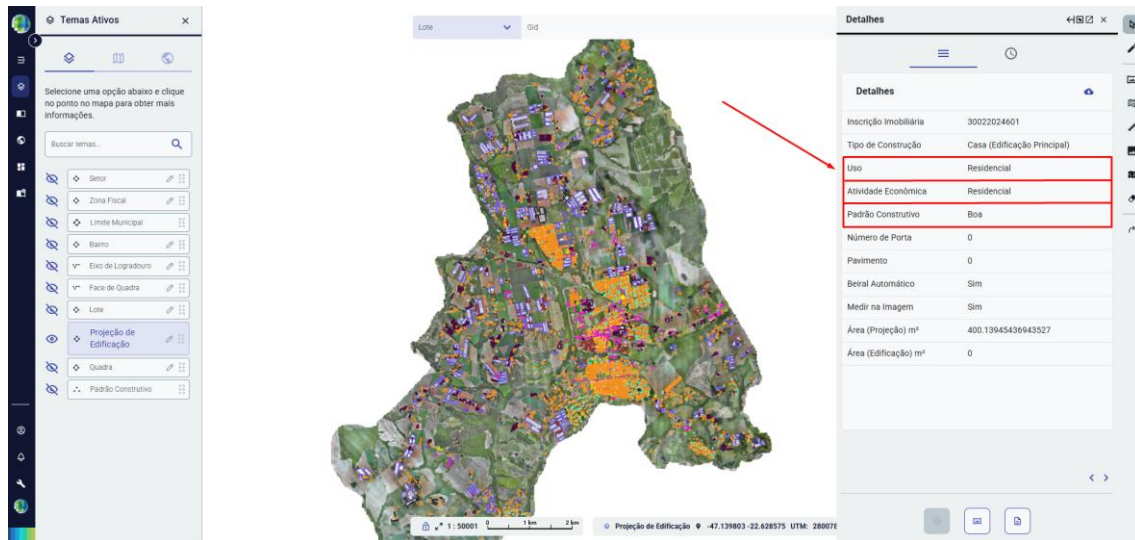 Temas Ativos
Selecione uma opção abaixo e clique
no ponto no mapa para obter mais
informações.
Buscar temas...
Setor
Zona Fiscal
Limite Municipal
Bairro
Eixo de Logradouro
Face de Quadra
Lote
Projeção de
Edificação
Quadra
Padrão Construtivo
Lote
Gid
1 : 50001
0 1 km 2 km
Projeção de Edificação -47.139803 -22.628575 UTM: 280078
Detalhes
Detalhes
Inscrição Imobiliária 30022024601
Tipo de Construção Casa (Edificação Principal)
Uso Residencial
Atividade Econômica Residencial
Padrão Construtivo Boa
Número de Porta 0
Pavimento 0
Beiral Automático Sim
Medir na Imagem Sim
Área (Projeção) m² 400.13945436943527
Área (Edificação) m² 0